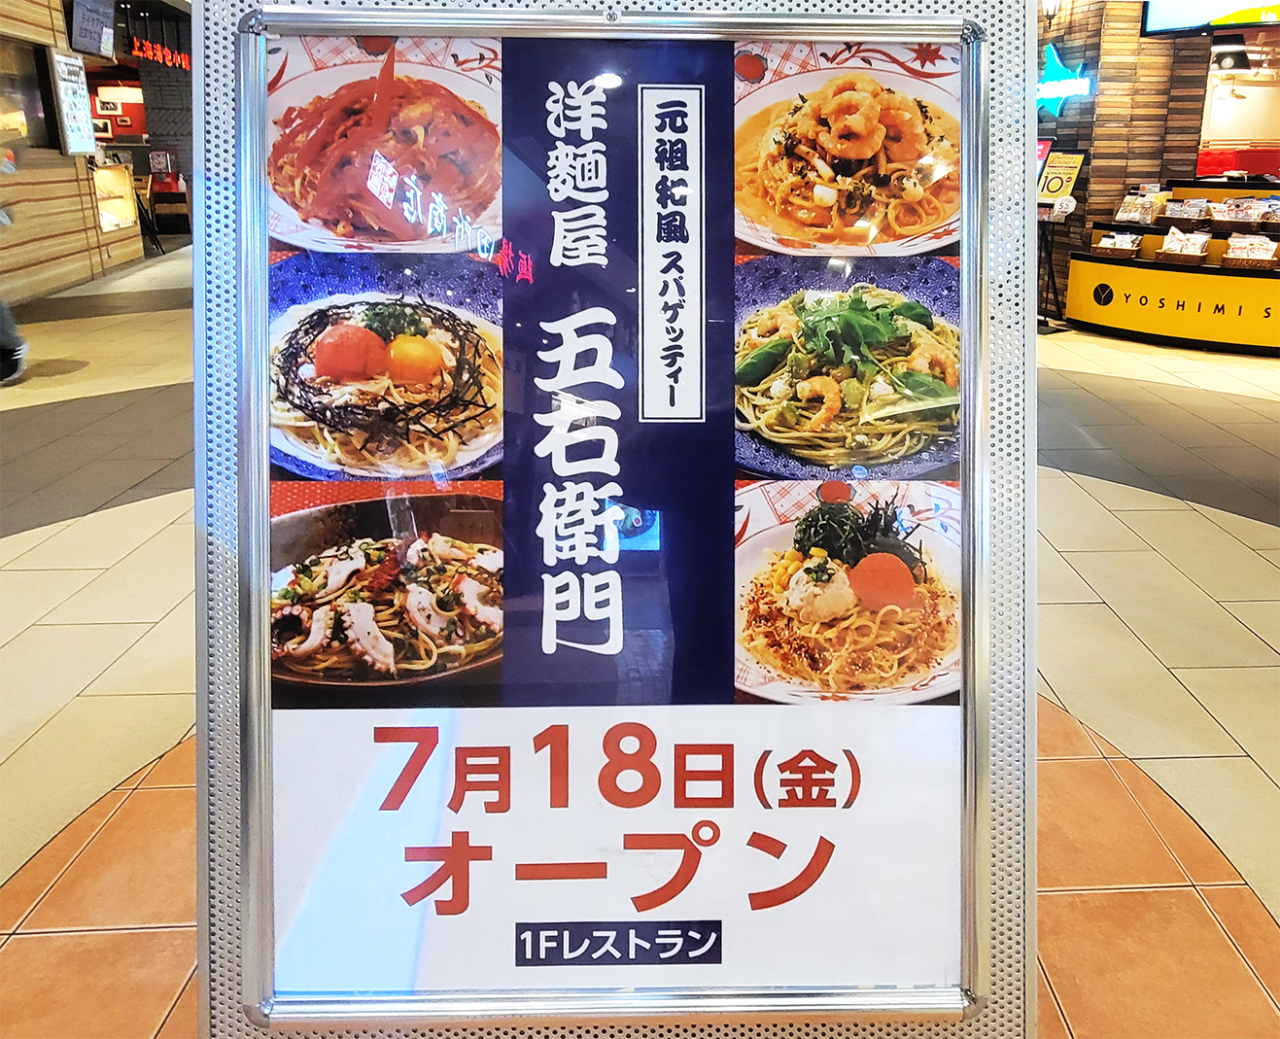 元祖和風スパゲッティー
洋麺屋 五右衛門
7月18日(金)
オープン
1Fレストラン
YOSHIMI S
10